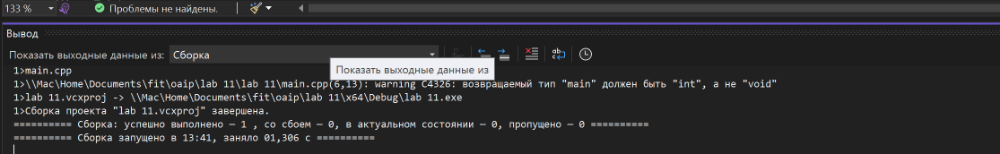 133 %
Проблемы не найдены.
Вывод
Показать выходные данные из: Сборка
Показать выходные данные из
1>main.cpp
1>\\Mac\Home\Documents\fit\oaip\lab 11\lab 11\main.cpp(6,13): warning C4326: возвращаемый тип "main" должен быть "int", а не "void"
1>lab 11.vcxproj -> \\Mac\Home\Documents\fit\oaip\lab 11\x64\Debug\lab 11.exe
1>Сборка проекта "lab 11.vcxproj" завершена.
========== Сборка: успешно выполнено — 1 , со сбоем — 0, в актуальном состоянии — 0, пропущено — 0 ==========
========== Сборка запущено в 13:41, заняло 01,306 с ==========